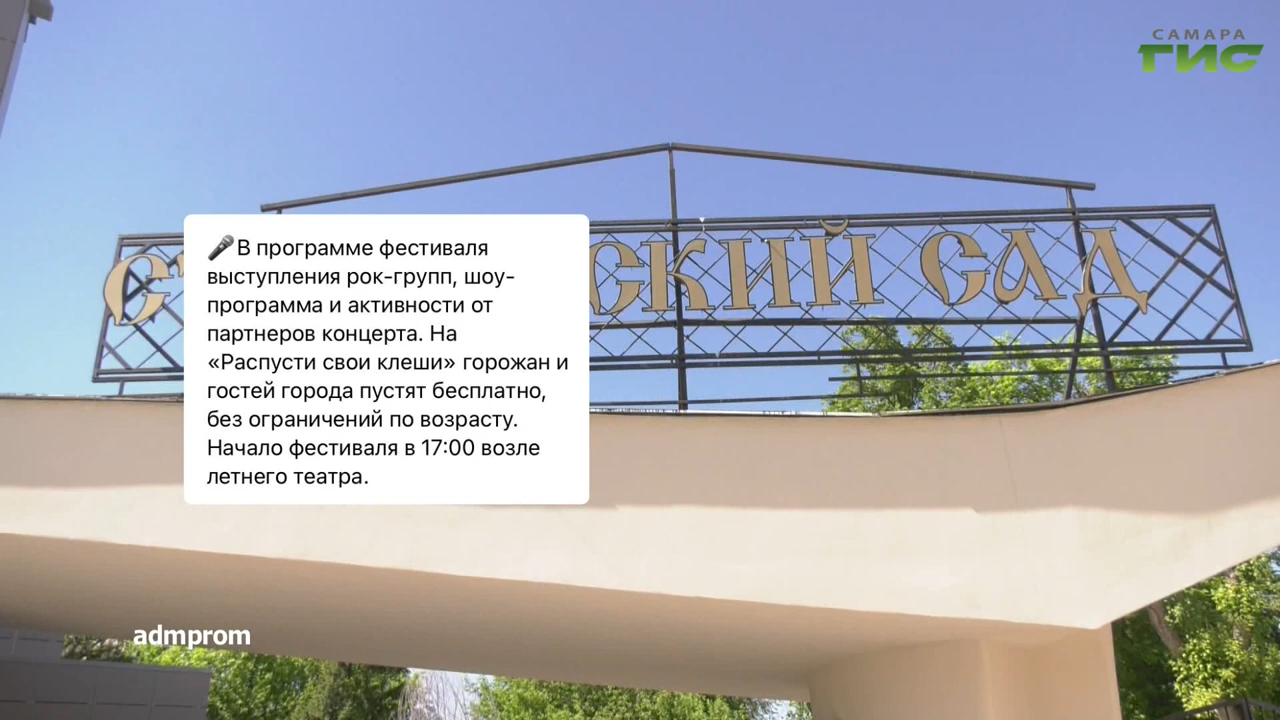 САМАРА
ГИС
СКИЙ САД
🎤В программе фестиваля
выступления рок-групп, шоу-
программа и активности от
партнеров концерта. На
«Распусти свои клеши» горожан и
гостей города пустят бесплатно,
без ограничений по возрасту.
Начало фестиваля в 17:00 возле
летнего театра.
admprom